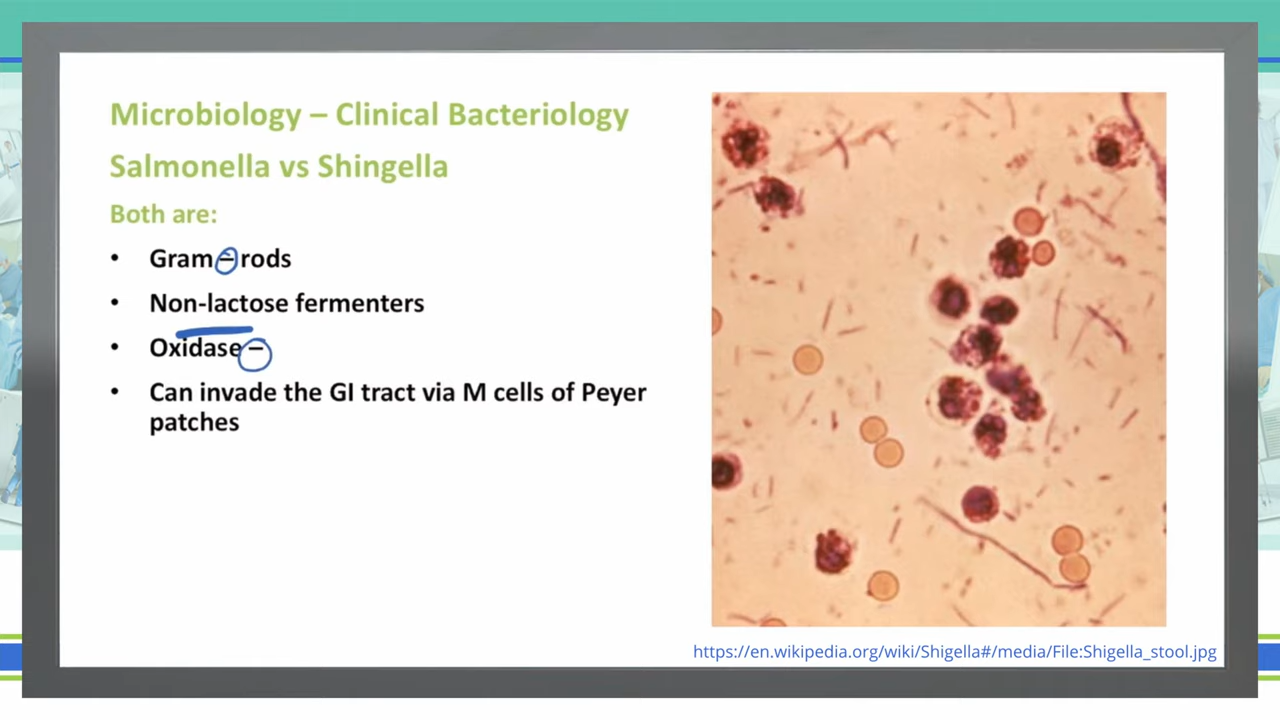 Microbiology – Clinical Bacteriology
Salmonella vs Shingella
Both are:
• Gram – rods
• Non-lactose fermenters
• Oxidase –
• Can invade the GI tract via M cells of Peyer
patches
https://en.wikipedia.org/wiki/Shigella#/media/File:Shigella_stool.jpg